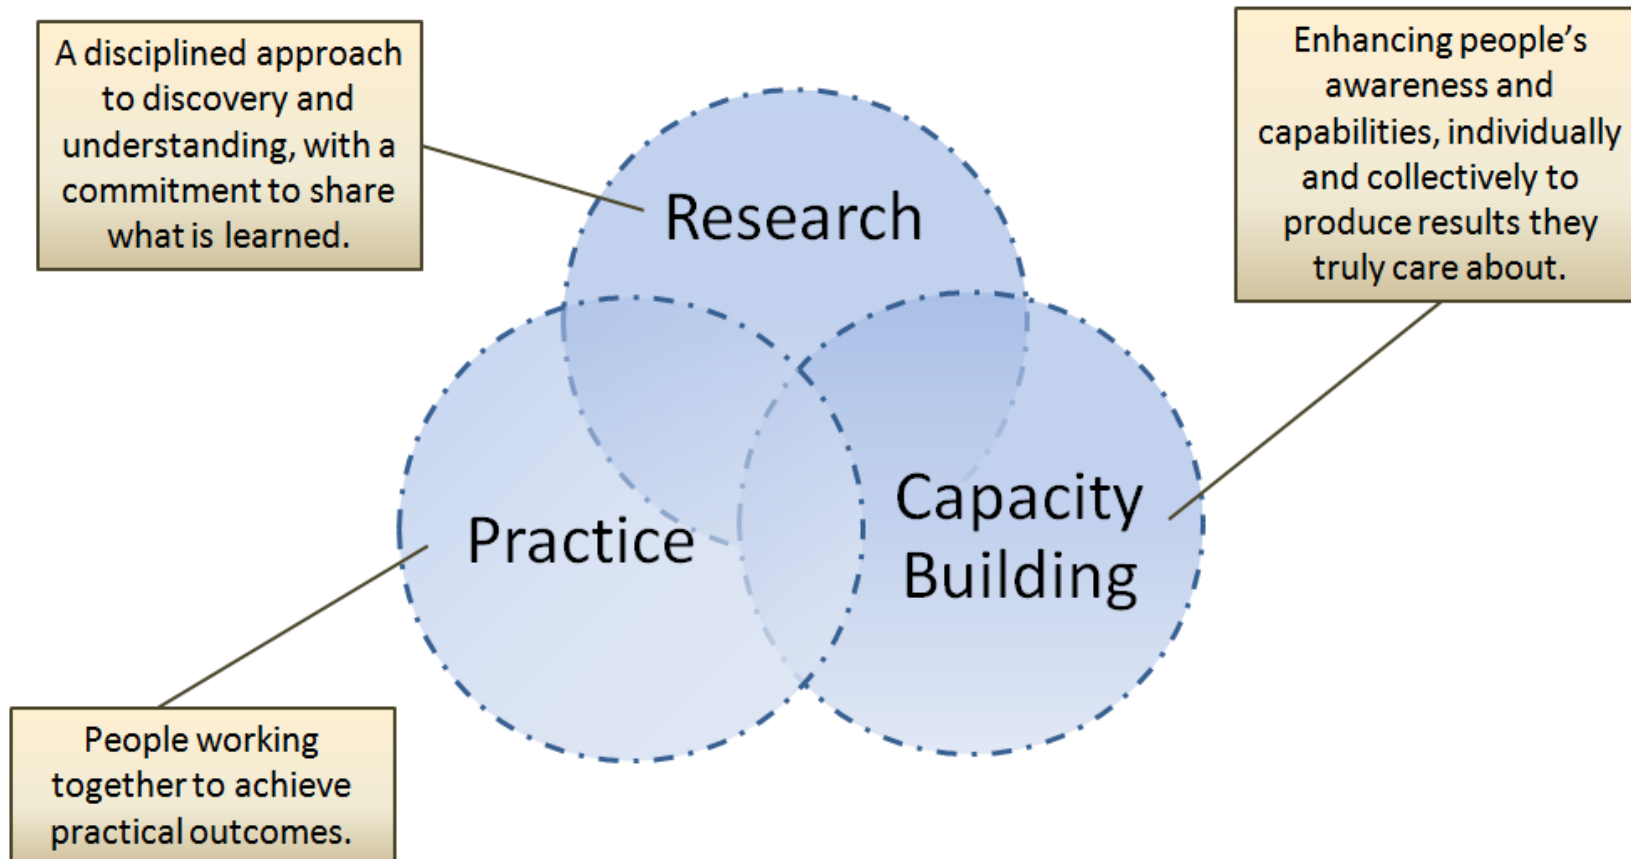 A disciplined approach
to discovery and
understanding, with a
commitment to share
what is learned.
Enhancing people’s
awareness and
capabilities, individually
and collectively to
produce results they
truly care about.
Research
Practice
Capacity
Building
People working
together to achieve
practical outcomes.